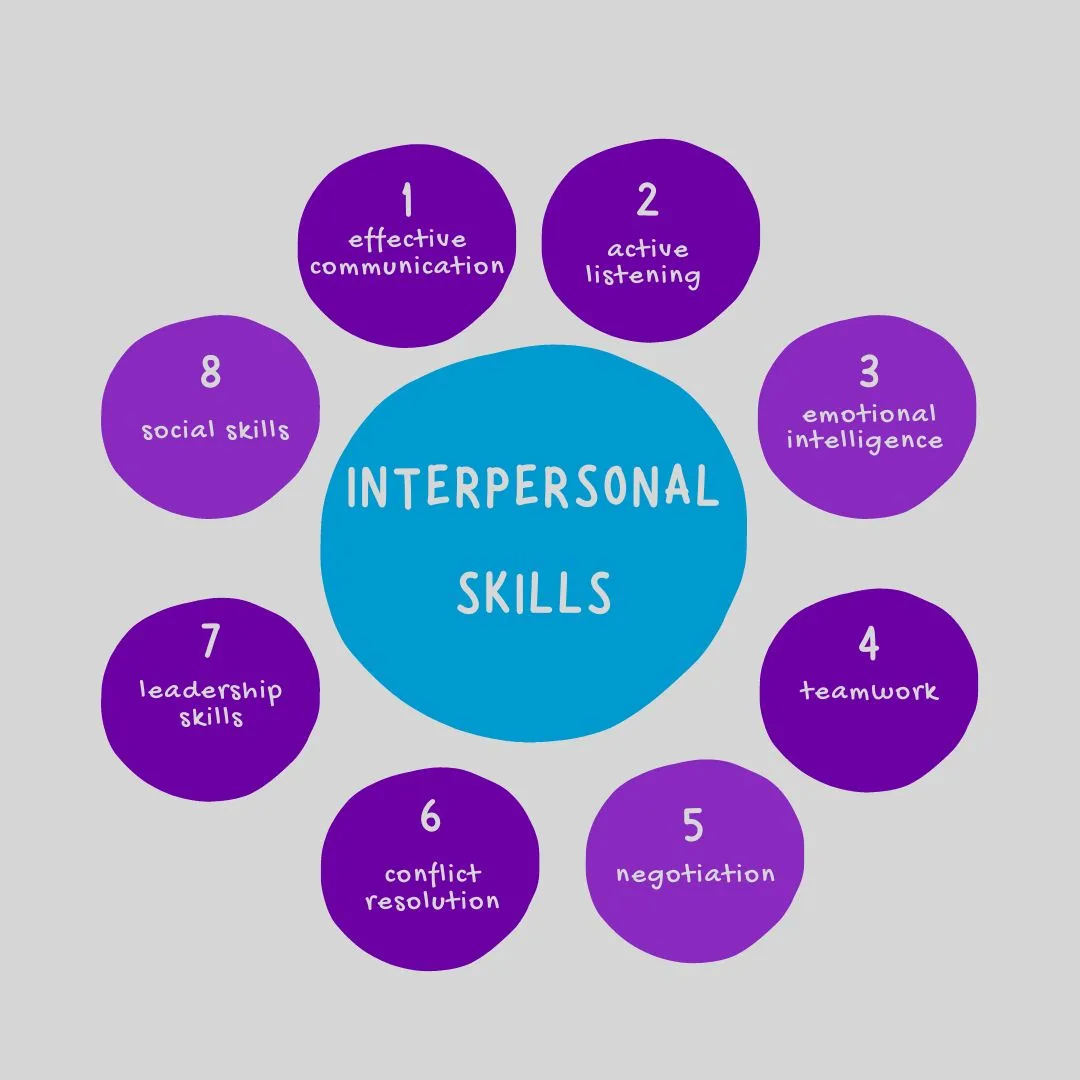 INTERPERSONAL
SKILLS
1
effective
communication
2
active
listening
3
emotional
intelligence
4
teamwork
5
negotiation
6
conflict
resolution
7
leadership
skills
8
social skills